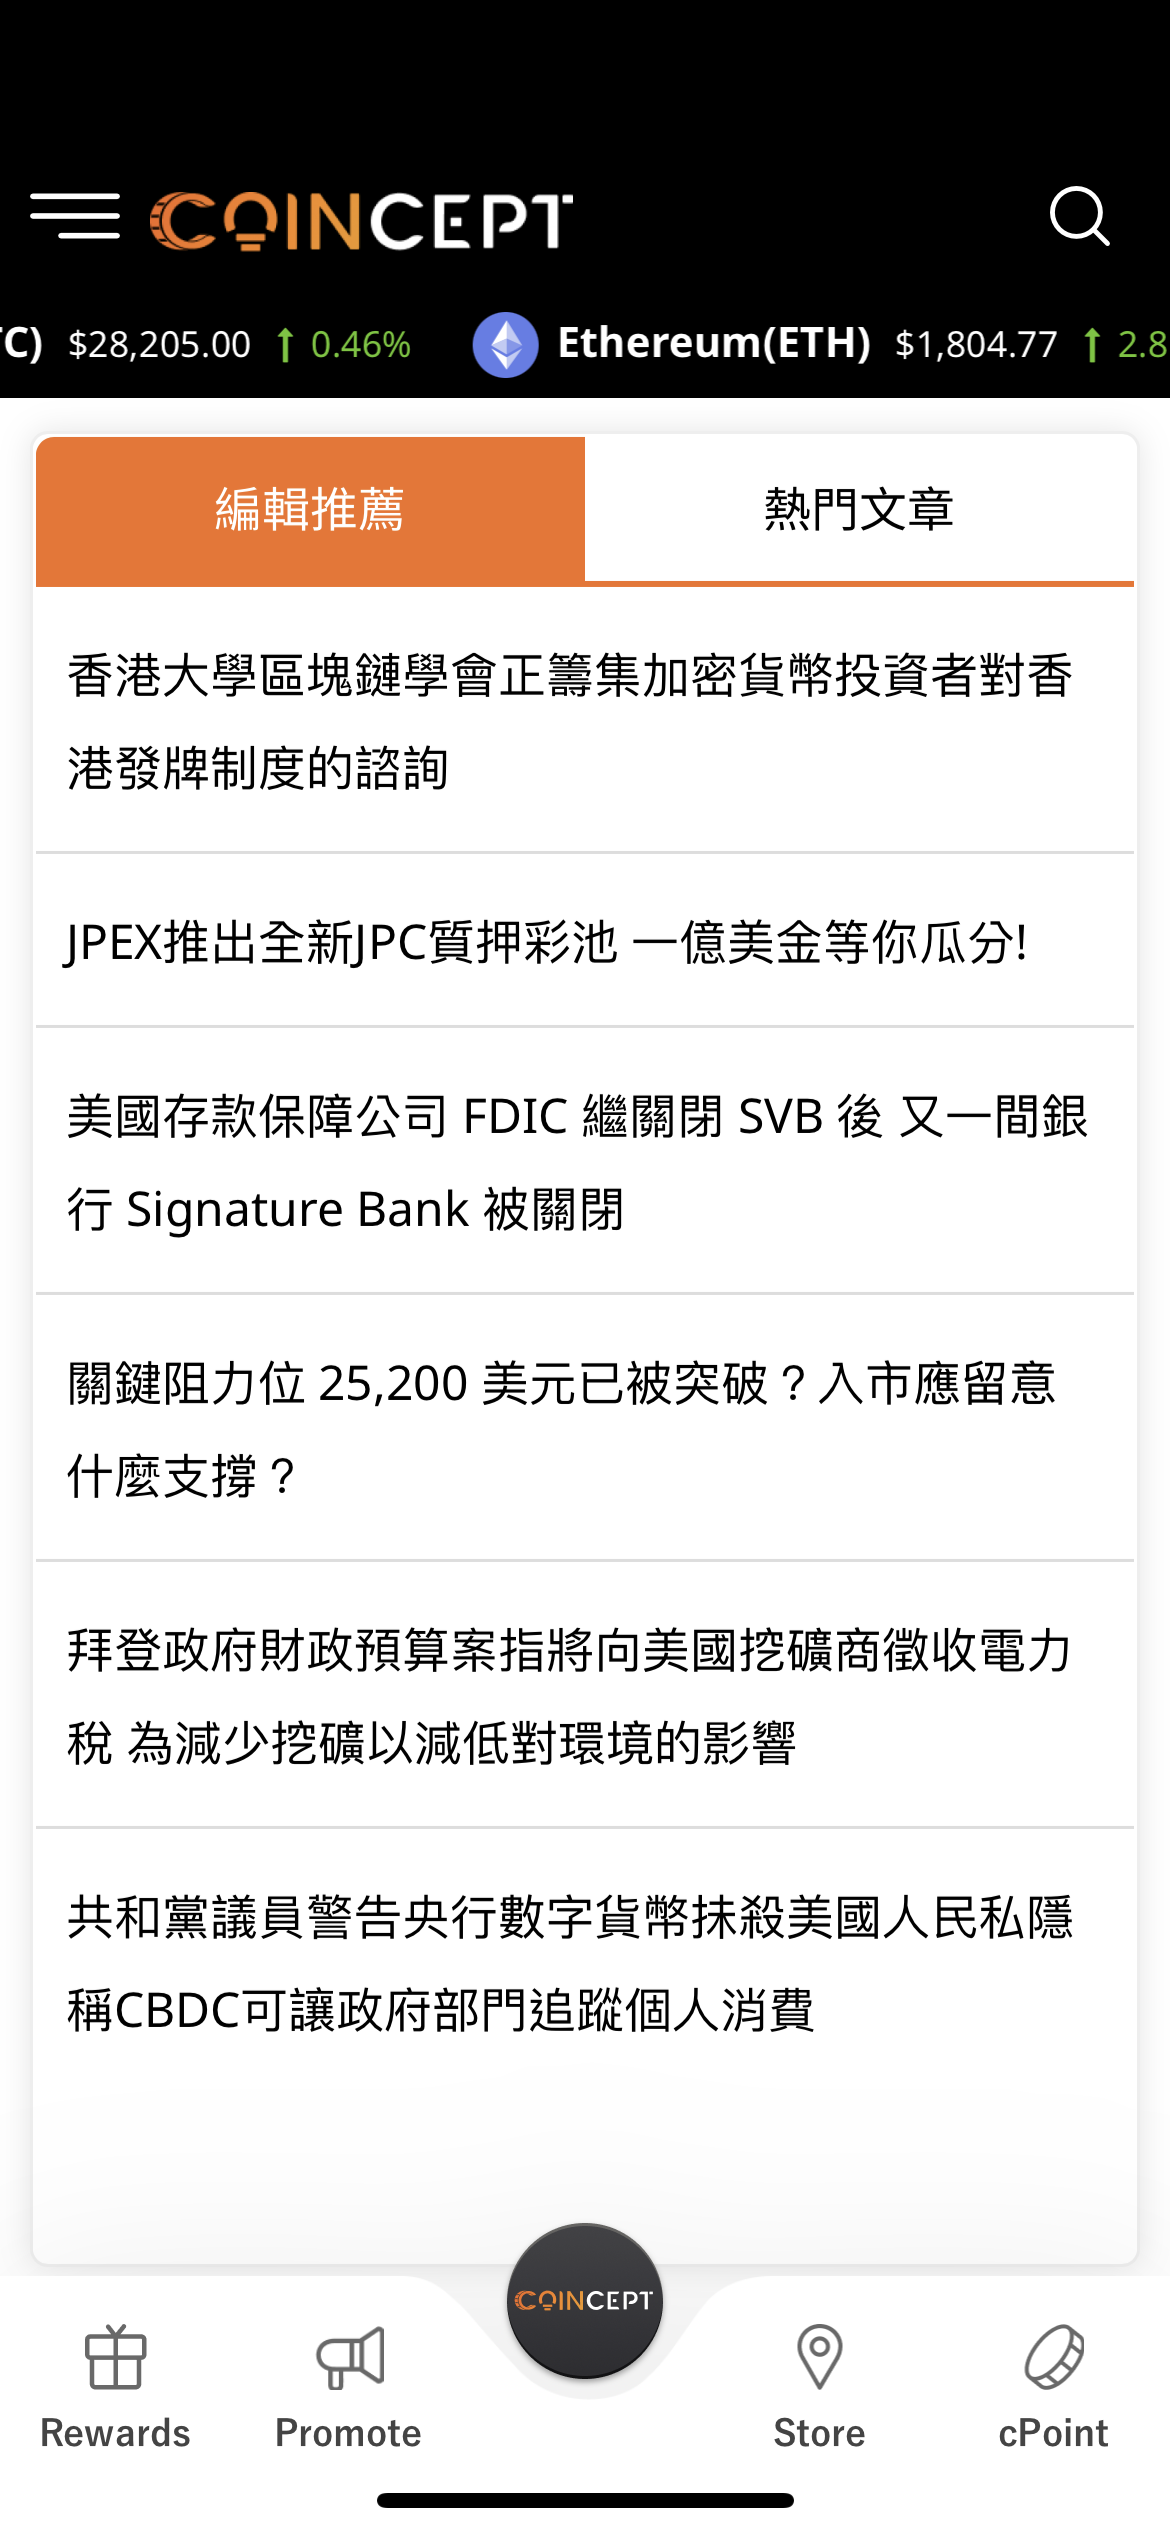 COINCEPT
TC) $28,205.00 0.46% Ethereum(ETH) $1,804.77 2.8
編輯推薦 熱門文章
香港大學區塊鏈學會正籌集加密貨幣投資者對香
港發牌制度的諮詢
JPEX推出全新JPC質押彩池 一億美金等你瓜分!
美國存款保障公司 FDIC 繼關閉 SVB 後 又一間銀
行 Signature Bank 被關閉
關鍵阻力位 25,200 美元已被突破？入市應留意
什麼支撐？
拜登政府財政預算案指將向美國挖礦商徵收電力
稅 為減少挖礦以減低對環境的影響
共和黨議員警告央行數字貨幣抹殺美國人民私隱
稱CBDC可讓政府部門追蹤個人消費
COINCEPT
Rewards Promote Store cPoint